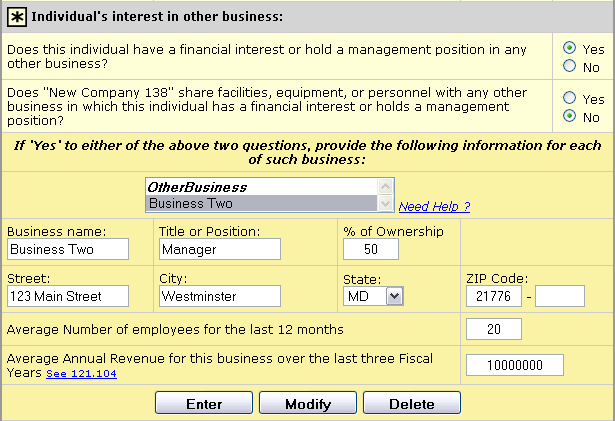 * Individual's interest in other business:
Does this individual have a financial interest or hold a management position in any
other business?
Yes
No
Does "New Company 138" share facilities, equipment, or personnel with any other
business in which this individual has a financial interest or holds a management
position?
Yes
No
If 'Yes' to either of the above two questions, provide the following information for each
of such business:
OtherBusiness
Business Two
Need Help ?
Business name:
Business Two
Title or Position:
Manager
% of Ownership
50
Street:
123 Main Street
City:
Westminster
State:
MD
ZIP Code:
21776 -
Average Number of employees for the last 12 months
20
Average Annual Revenue for this business over the last three Fiscal
Years See 121.104
10000000
Enter Modify Delete